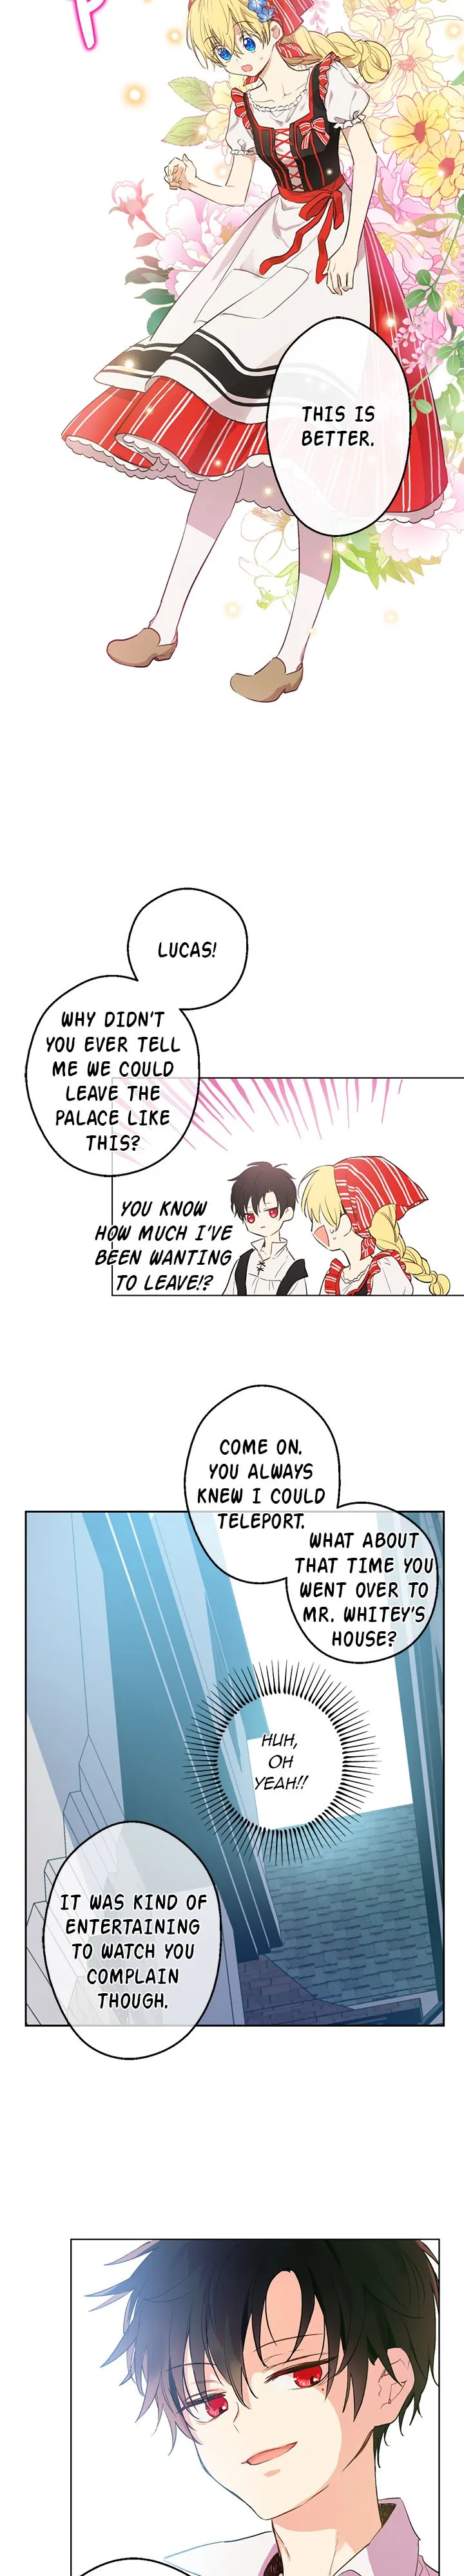 THIS IS
BETTER.
LUCAS!
WHY DIDN'T
YOU EVER TELL
ME WE COULD
LEAVE THE
PALACE LIKE
THIS?
YOU KNOW
HOW MUCH I'VE
BEEN WANTING
TO LEAVE!?
COME ON.
YOU ALWAYS
KNEW I COULD
TELEPORT.
WHAT ABOUT
THAT TIME YOU
WENT OVER TO
MR. WHITEY'S
HOUSE?
HUH,
OH
YEAH!!
IT WAS KIND OF
ENTERTAINING
TO WATCH YOU
COMPLAIN
THOUGH.